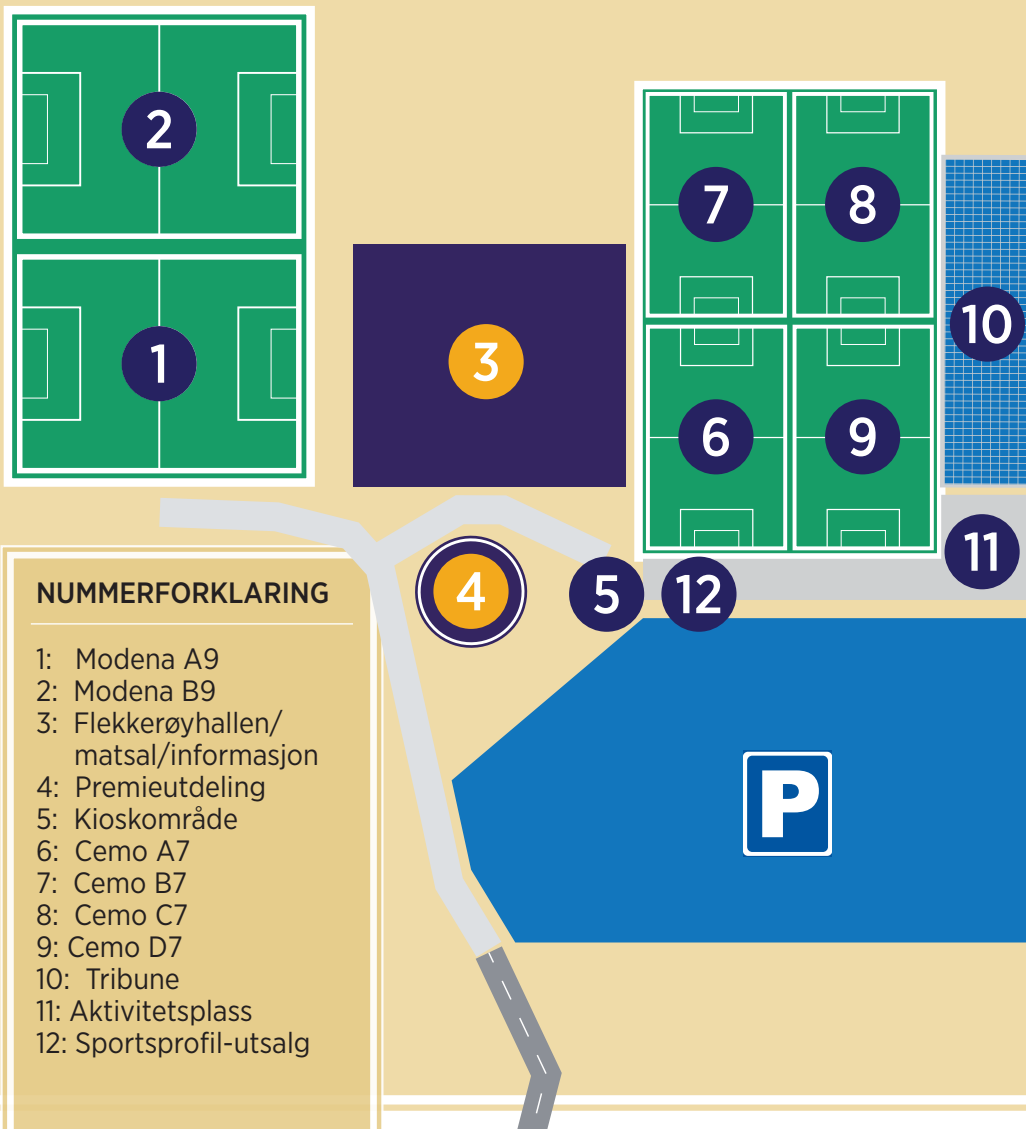 2
7
8
10
1
3
6
9
11
4
5
12
NUMMERFORKLARING
1: Modena A9
2: Modena B9
3: Flekkerøyhallen/
matsal/informasjon
4: Premieutdeling
5: Kioskområde
6: Cemo A7
7: Cemo B7
8: Cemo C7
9: Cemo D7
10: Tribune
11: Aktivitetsplass
12: Sportsprofil-utsalg
P